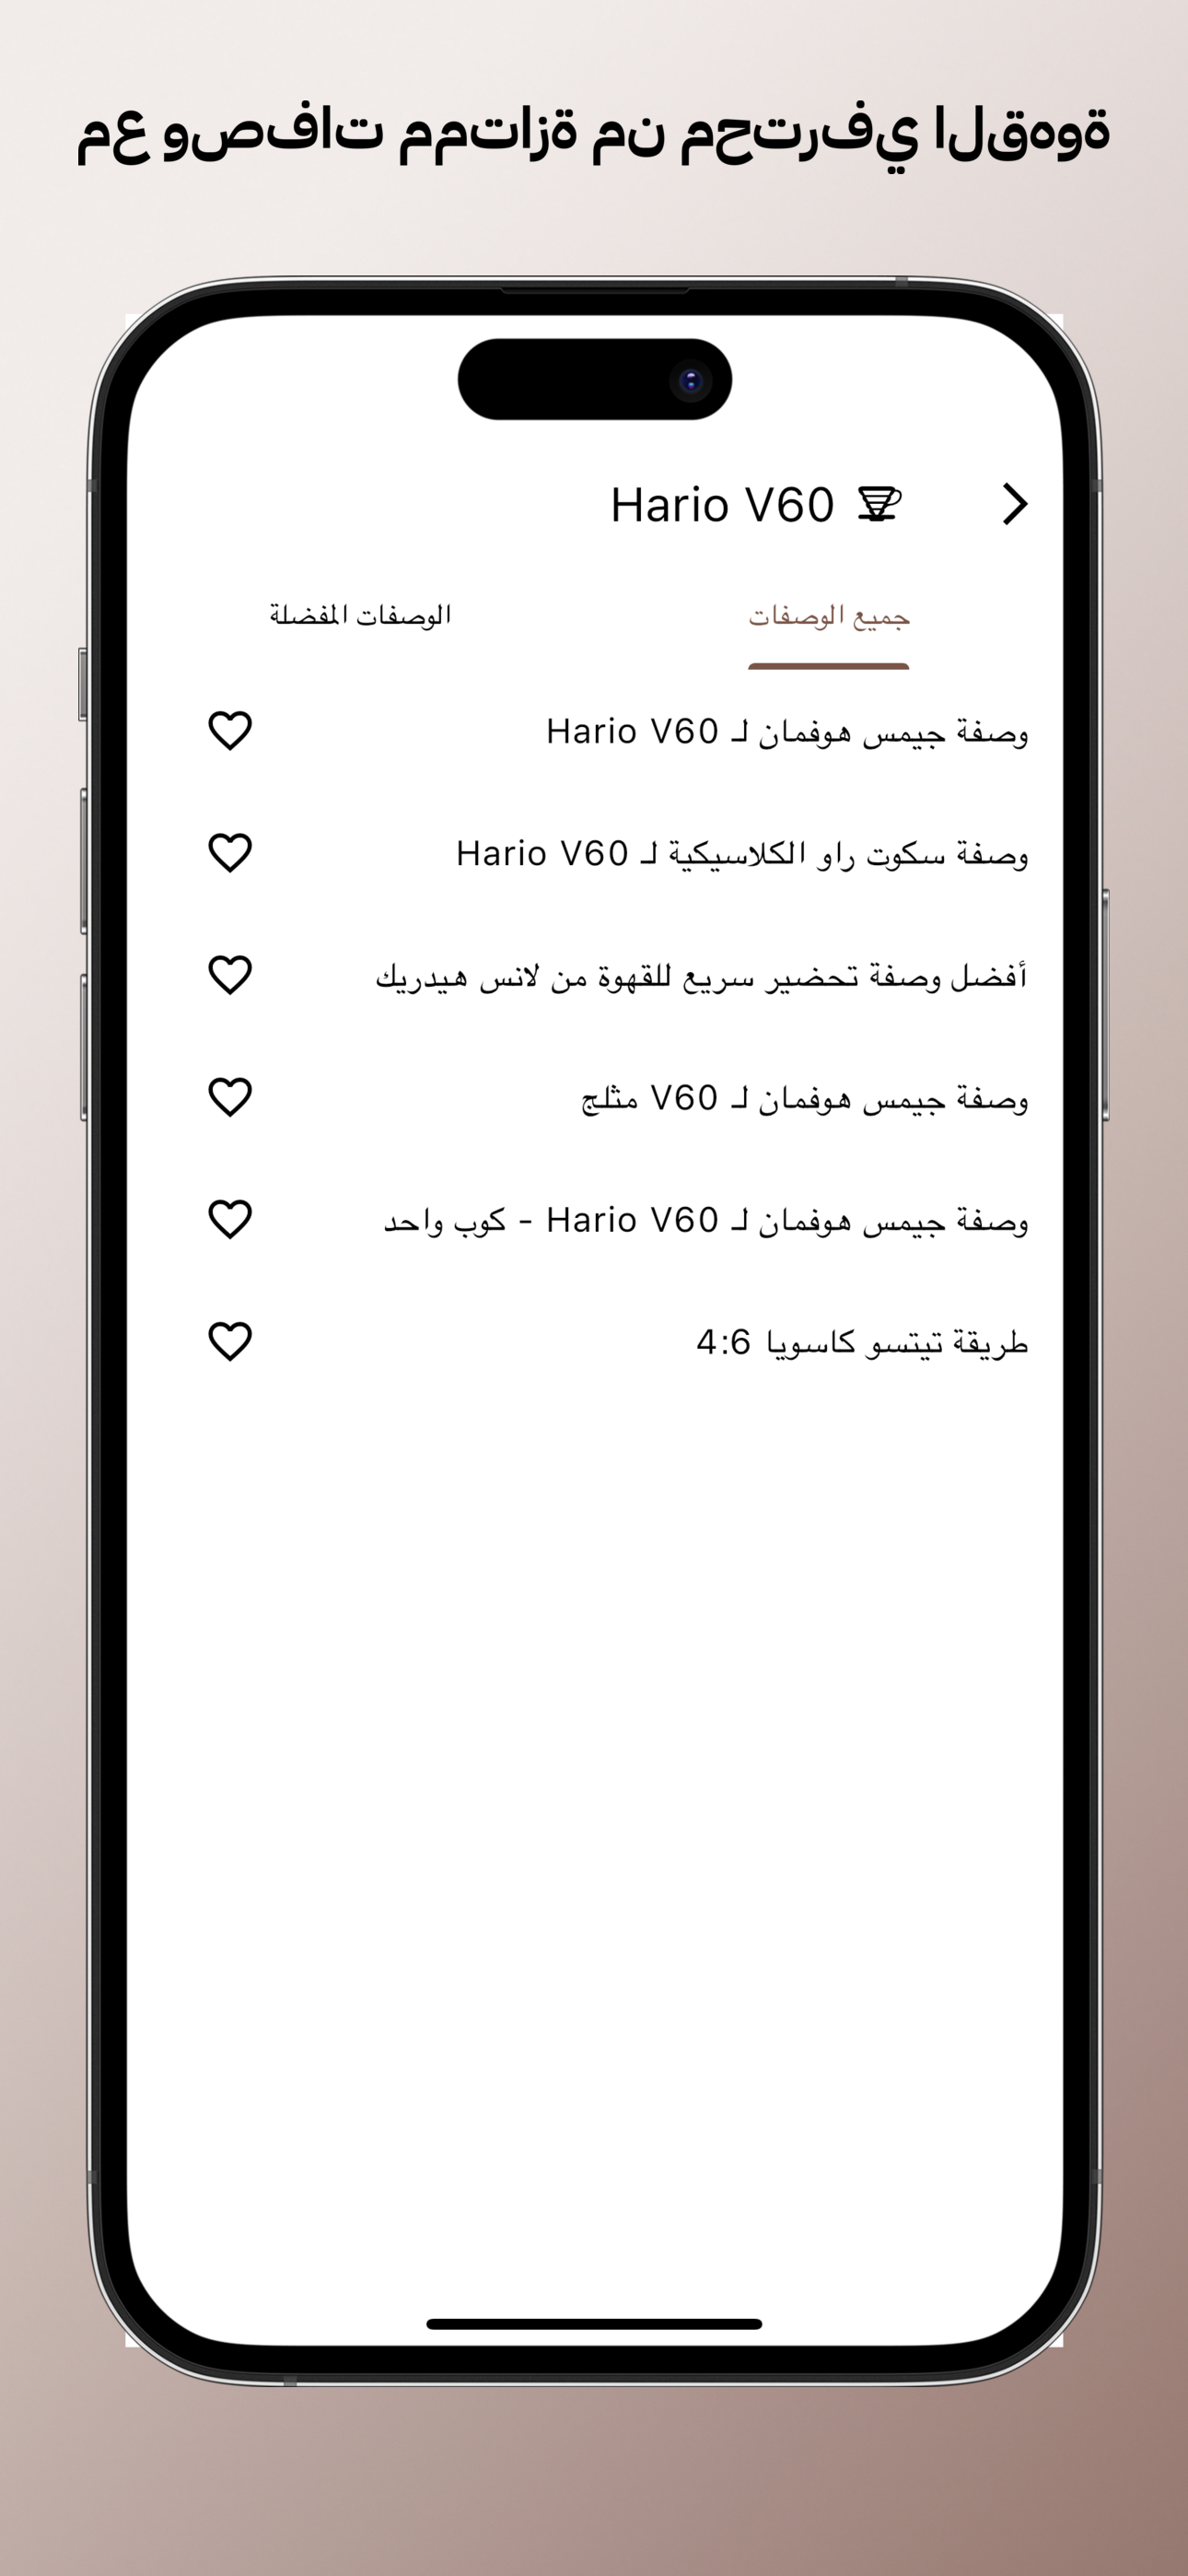 مع وصفات ممتازة من محترفي القهوة
Hario V60
جميع الوصفات
الوصفات المفضلة
وصفة جيمس هوفمان لـ Hario V60
وصفة سكوت راو الكلاسيكية لـ Hario V60
أفضل وصفة تحضير سريع للقهوة من لانس هيدريك
وصفة جيمس هوفمان لـ V60 مثلج
وصفة جيمس هوفمان لـ Hario V60 - كوب واحد
طريقة تيتسو كاسويا 4:6